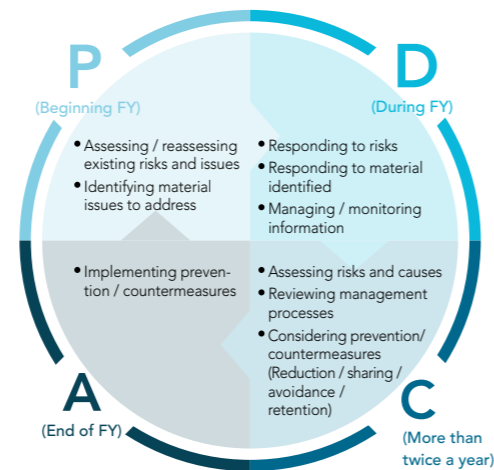 P
(Beginning FY)
• Assessing / reassessing
existing risks and issues
• Identifying material
issues to address
D
(During FY)
• Responding to risks
• Responding to material
identified
• Managing / monitoring
information
• Implementing preven-
tion / countermeasures
A
(End of FY)
• Assessing risks and causes
• Reviewing management
processes
• Considering prevention/
countermeasures
(Reduction / sharing /
avoidance /
retention)
C
(More than
twice a year)